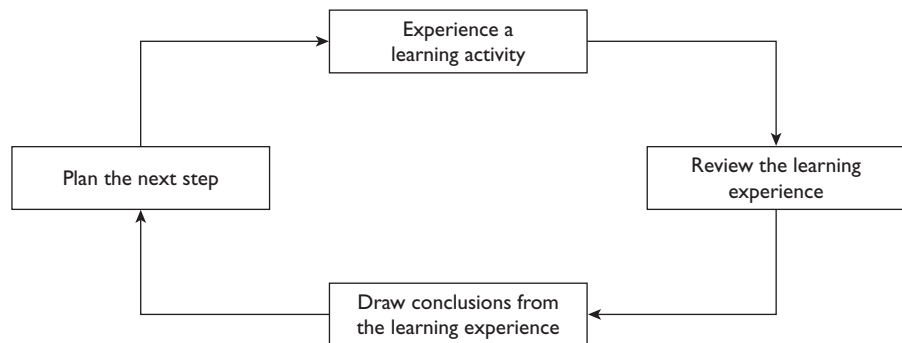 Experience a
learning activity
Plan the next step
Review the learning
experience
Draw conclusions from
the learning experience